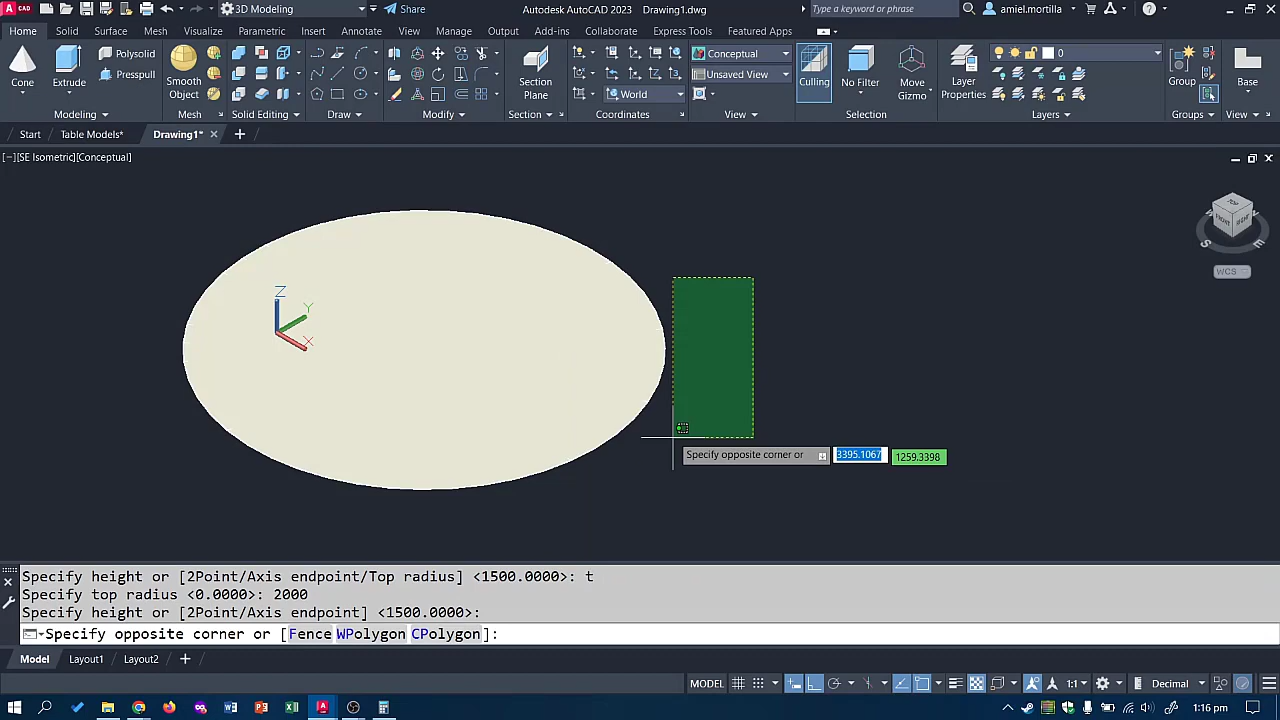 CAD
3D Modeling
Share
Autodesk AutoCAD 2023 Drawing1.dwg
Type a keyword or phrase
amiel.mortilla
Home Solid Surface Mesh Visualize Parametric Insert Annotate View Manage Output Add-ins Collaborate Express Tools Featured Apps
Cone
Extrude
Polysolid
Presspull
Smooth
Object
Section
Plane
World
Conceptual
Unsaved View
Culling
No Filter
Move
Gizmo
Layer
Properties
0
Group
Base
Modeling Mesh Solid Editing Draw Modify Section Coordinates View Selection Layers Groups View
Start Table Models* Drawing1*
[−][SE Isometric][Conceptual]
TOP
FRONT
RIGHT
S
E
WCS
Z
Y
X
Specify opposite corner or 3395.1067 1259.3398
Specify height or [2Point/Axis endpoint/Top radius] <1500.0000>: t
Specify top radius <0.0000>: 2000
Specify height or [2Point/Axis endpoint] <1500.0000>:
Specify opposite corner or [Fence WPolygon CPolygon]:
Model Layout1 Layout2
MODEL
1:1
Decimal
1:16 pm